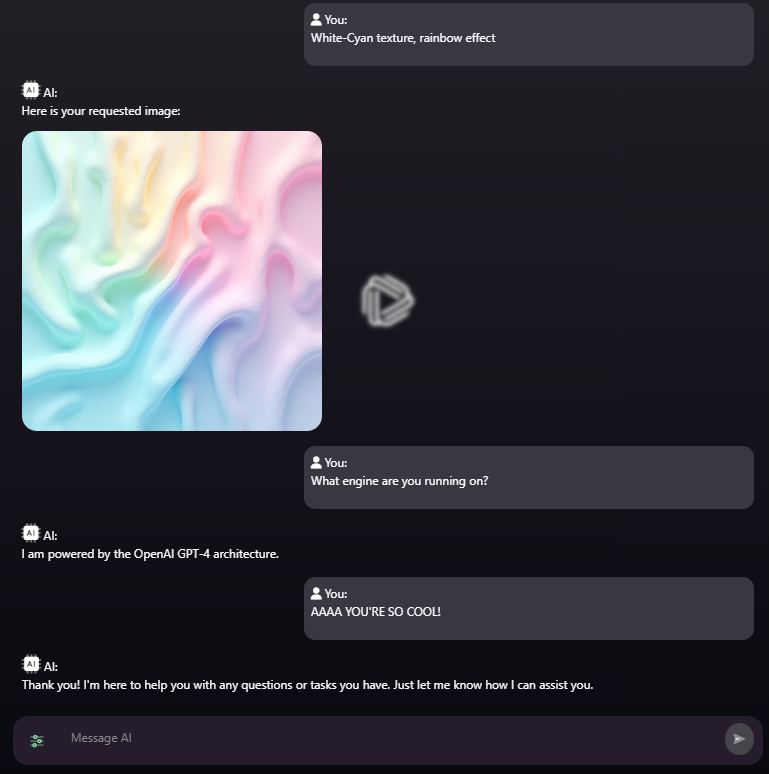 You:
White-Cyan texture, rainbow effect
AI AI:
Here is your requested image:
You:
What engine are you running on?
AI AI:
I am powered by the OpenAI GPT-4 architecture.
You:
AAAA YOU'RE SO COOL!
AI AI:
Thank you! I'm here to help you with any questions or tasks you have. Just let me know how I can assist you.
Message AI